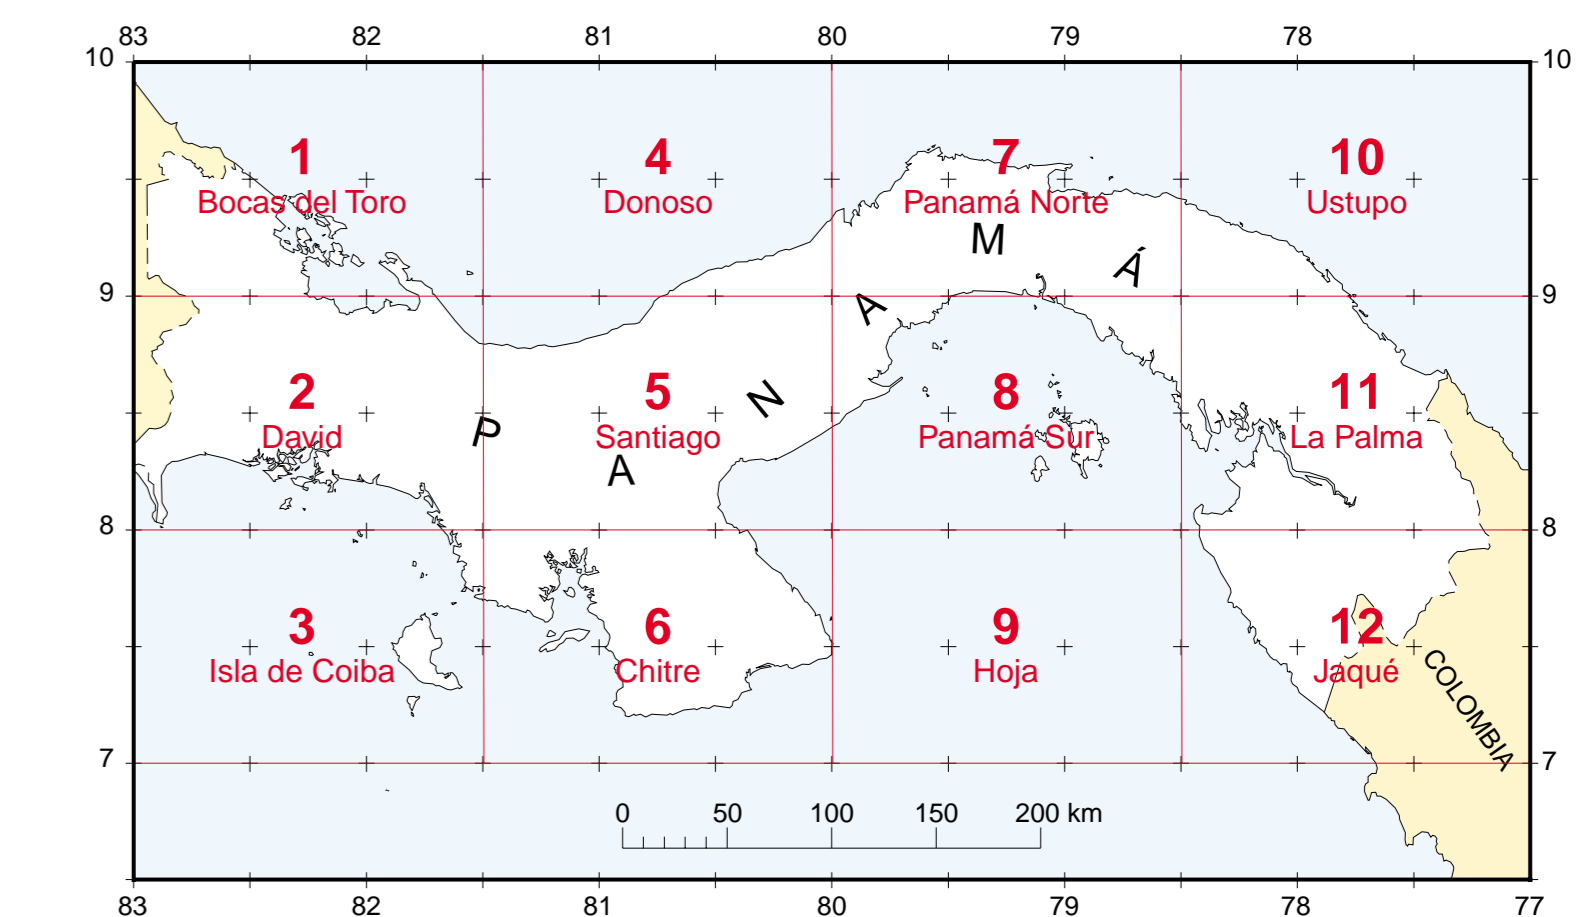 83 82 81 80 79 78
10 10
1 4 7 10
Bocas del Toro Donoso Panamá Norte Ustupo
M
Á
9 9
A
2 5 8 11
N
P
David Santiago Panamá Sur La Palma
A
8 8
3 6 9 12
Isla de Coiba Chitre Hoja Jaqué
COLOMBIA
7 7
0 50 100 150 200 km
83 82 81 80 79 78 77